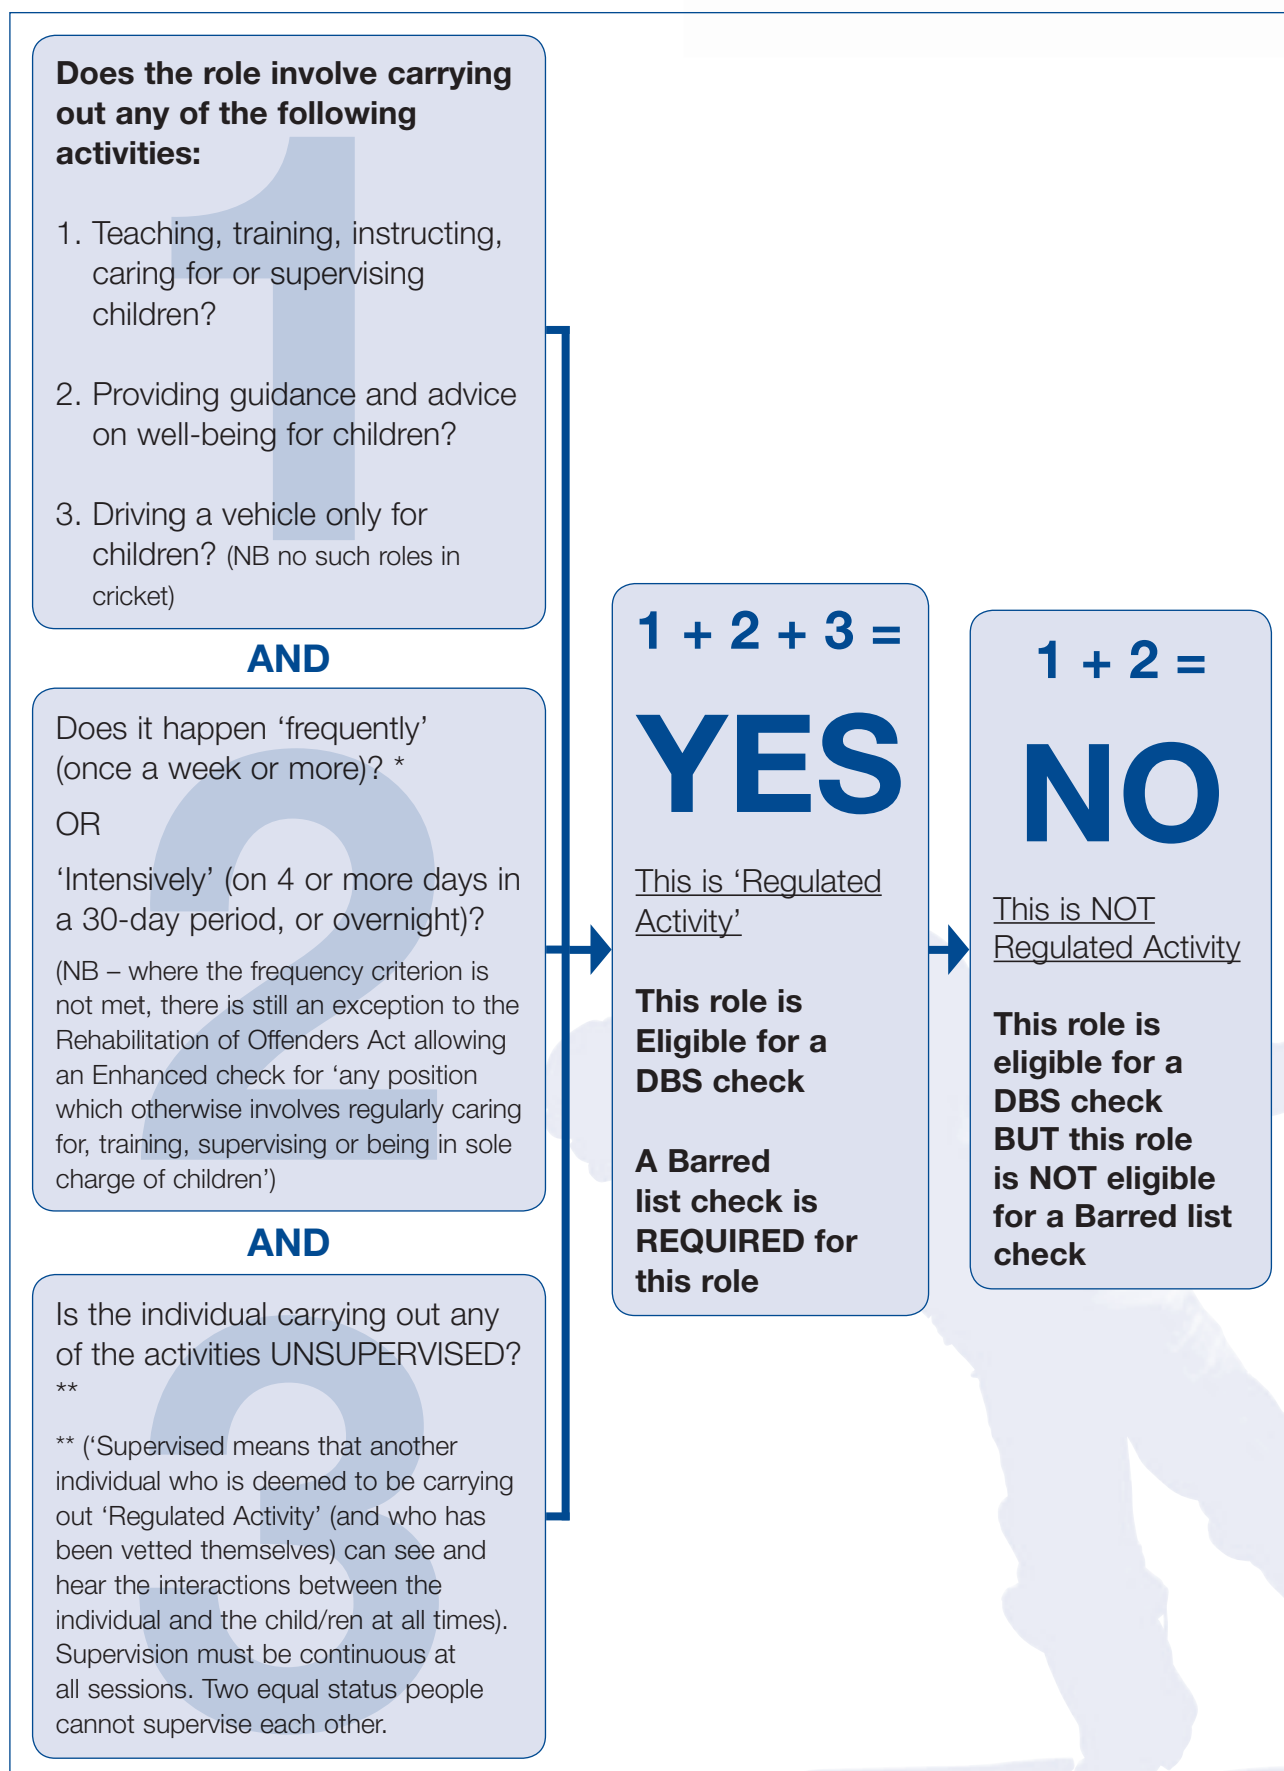 Does the role involve carrying
out any of the following
activities:
1. Teaching, training, instructing,
caring for or supervising
children?
2. Providing guidance and advice
on well-being for children?
3. Driving a vehicle only for
children? (NB no such roles in
cricket)
1
AND
Does it happen ‘frequently’
(once a week or more)? *
OR
‘Intensively’ (on 4 or more days in
a 30-day period, or overnight)?
(NB – where the frequency criterion is
not met, there is still an exception to the
Rehabilitation of Offenders Act allowing
an Enhanced check for ‘any position
which otherwise involves regularly caring
for, training, supervising or being in sole
charge of children’)
2
AND
Is the individual carrying out any
of the activities UNSUPERVISED?
**
** (‘Supervised means that another
individual who is deemed to be carrying
out ‘Regulated Activity’ (and who has
been vetted themselves) can see and
hear the interactions between the
individual and the child/ren at all times).
Supervision must be continuous at
all sessions. Two equal status people
cannot supervise each other.
3
1 + 2 + 3 =
YES
This is ‘Regulated
Activity’
This role is
Eligible for a
DBS check
A Barred
list check is
REQUIRED for
this role
1 + 2 =
NO
This is NOT
Regulated Activity
This role is
eligible for a
DBS check
BUT this role
is NOT eligible
for a Barred list
check